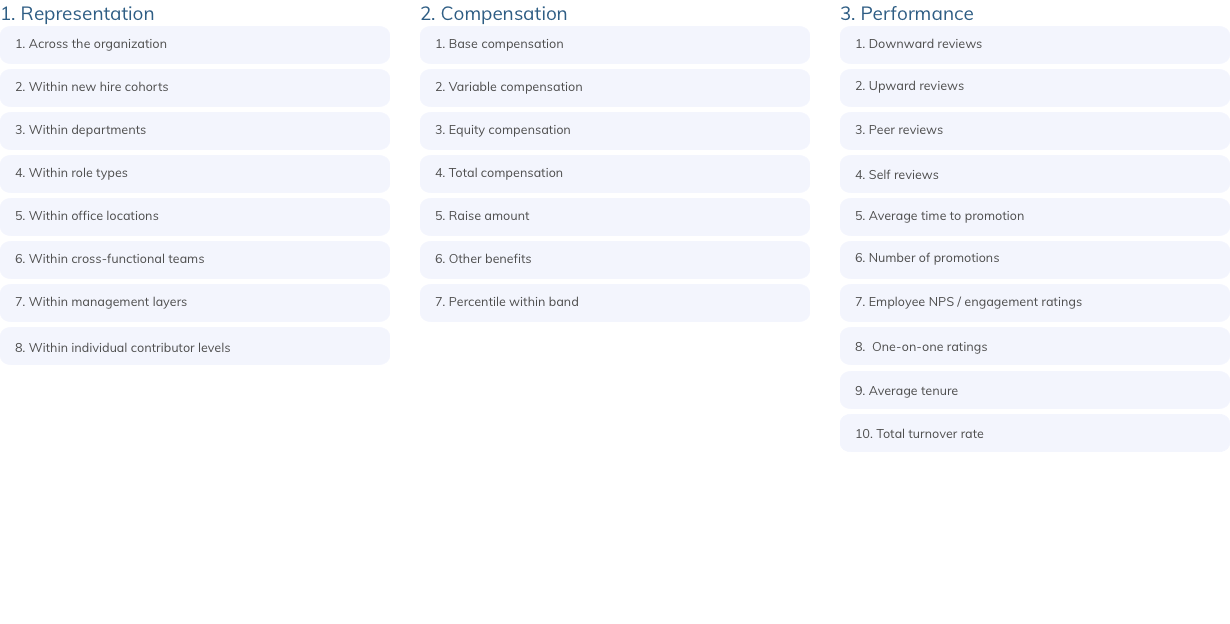 1. Representation
1. Across the organization
2. Within new hire cohorts
3. Within departments
4. Within role types
5. Within office locations
6. Within cross-functional teams
7. Within management layers
8. Within individual contributor levels
2. Compensation
1. Base compensation
2. Variable compensation
3. Equity compensation
4. Total compensation
5. Raise amount
6. Other benefits
7. Percentile within band
3. Performance
1. Downward reviews
2. Upward reviews
3. Peer reviews
4. Self reviews
5. Average time to promotion
6. Number of promotions
7. Employee NPS / engagement ratings
8. One-on-one ratings
9. Average tenure
10. Total turnover rate